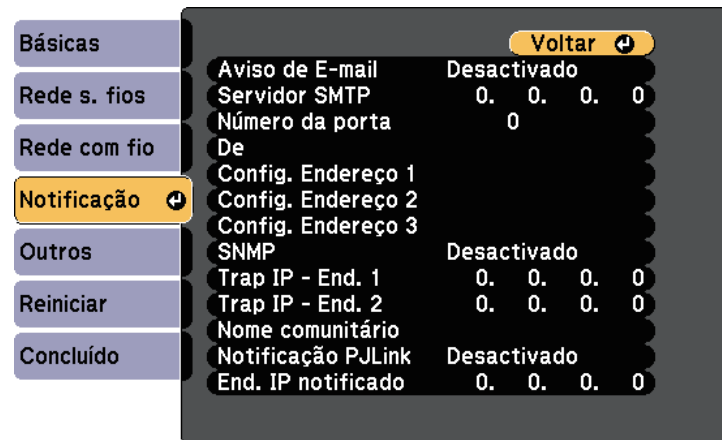 Básicas
Rede s. fios
Rede com fio
Notificação
Outros
Reiniciar
Concluído
Voltar
Aviso de E-mail Desactivado
Servidor SMTP 0. 0. 0. 0
Número da porta 0
De
Config. Endereço 1
Config. Endereço 2
Config. Endereço 3
SNMP Desactivado
Trap IP - End. 1 0. 0. 0. 0
Trap IP - End. 2 0. 0. 0. 0
Nome comunitário
Notificação PJLink Desactivado
End. IP notificado 0. 0. 0. 0